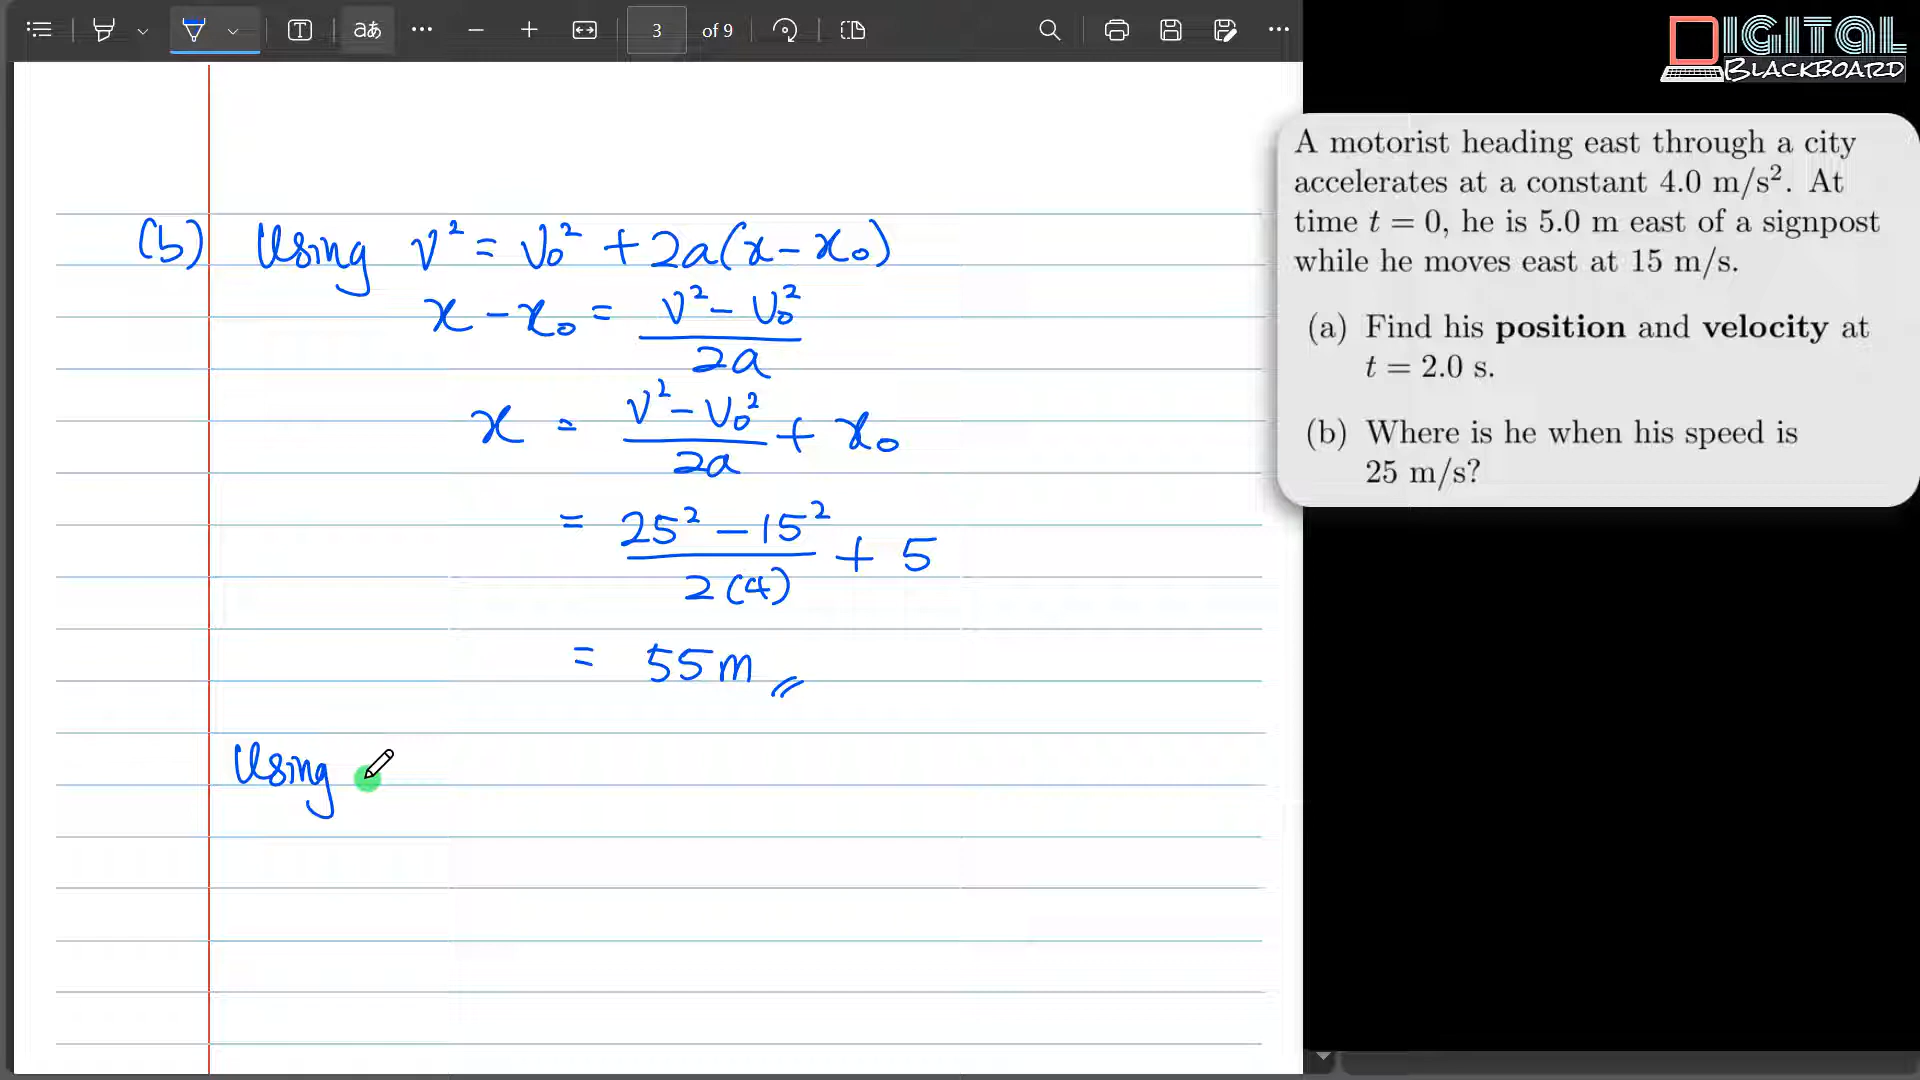 3 of 9
DIGITAL
BLACKBOARD
(b) Using v² = v₀² + 2a(x - x₀)
x - x₀ = (v² - v₀²)/2a
x = (v² - v₀²)/2a + x₀
= (25² - 15²)/2(4) + 5
= 55m
Using
A motorist heading east through a city
accelerates at a constant 4.0 m/s². At
time t = 0, he is 5.0 m east of a signpost
while he moves east at 15 m/s.
(a) Find his position and velocity at
t = 2.0 s.
(b) Where is he when his speed is
25 m/s?